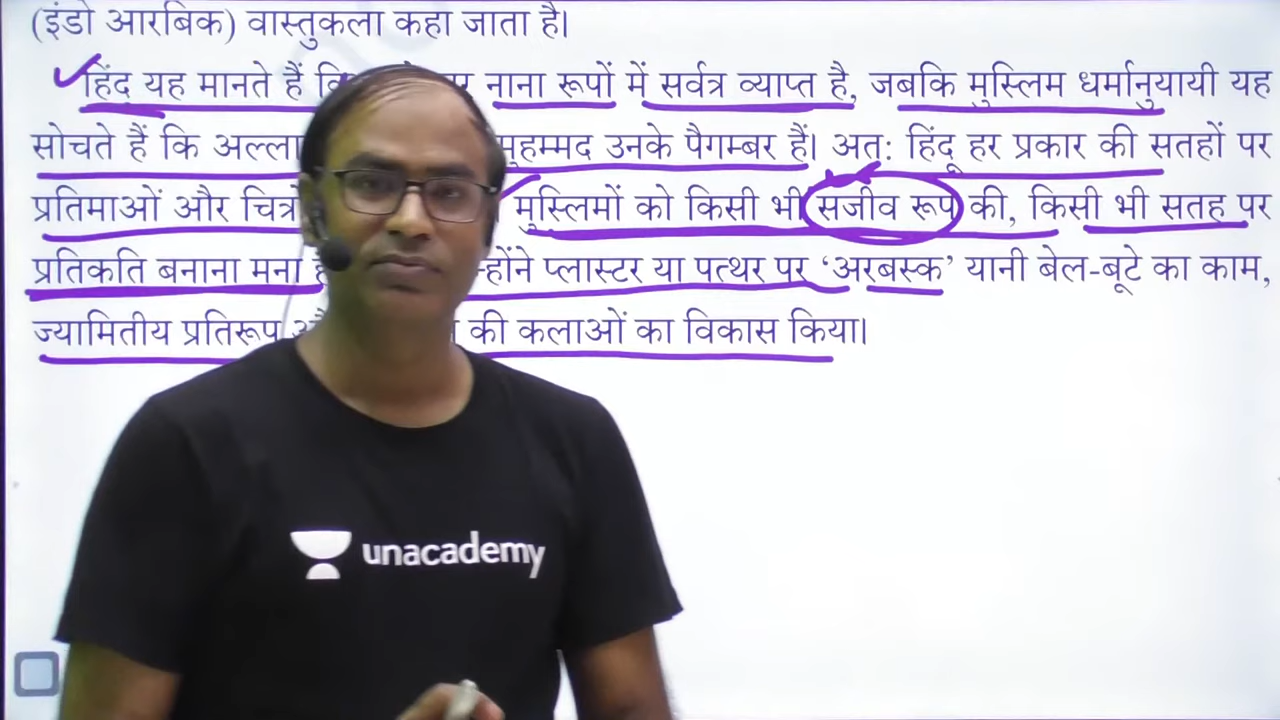 (इंडो आरबिक) वास्तुकला कहा जाता है।
हिंदू यह मानते हैं नाना रूपों में सर्वत्र व्याप्त है, जबकि मुस्लिम धर्मानुयायी यह
सोचते हैं कि मुहम्मद उनके पैगम्बर हैं। अत: हिंदू हर प्रकार की सतहों पर
प्रतिमाओं और मुस्लिमों को किसी भी सजीव रूप की, किसी भी सतह पर
प्रतिकति बनाना मना प्लास्टर या पत्थर पर ‘अरबस्क’ यानी बेल-बूटे का काम,
ज्यामितीय प्रतिरूप की कलाओं का विकास किया।
unacademy